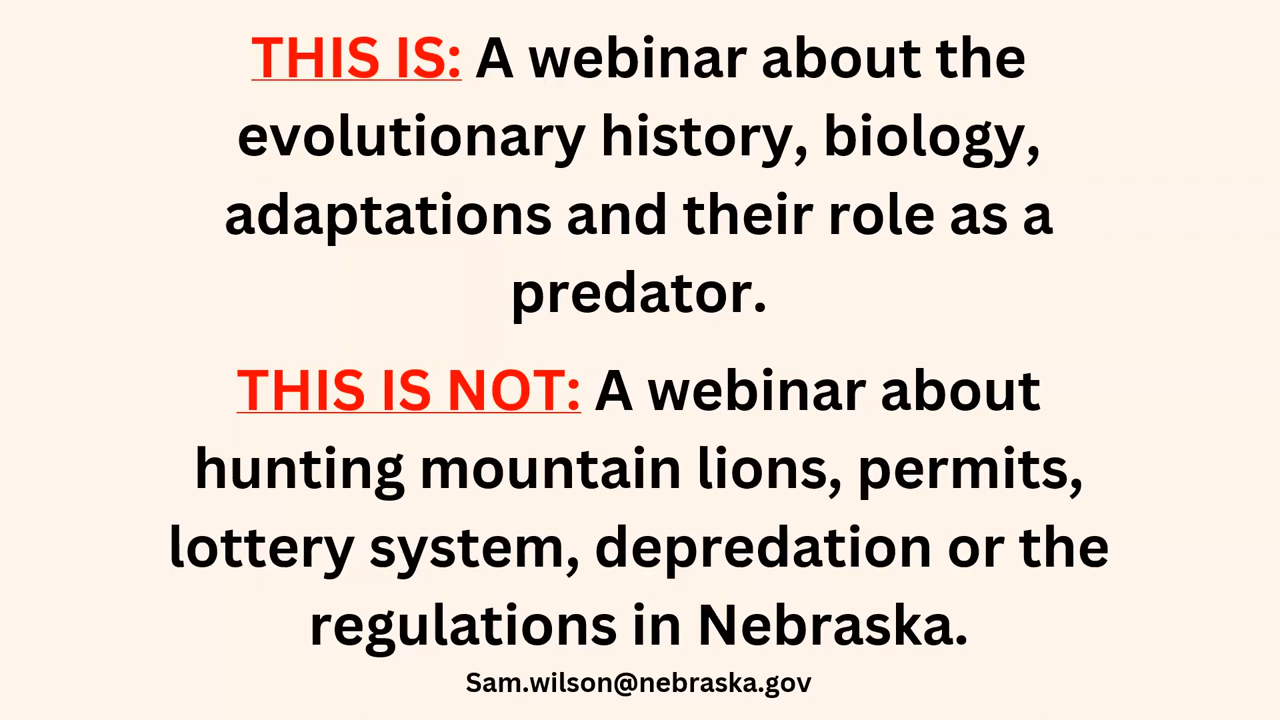 THIS IS: A webinar about the
evolutionary history, biology,
adaptations and their role as a
predator.
THIS IS NOT: A webinar about
hunting mountain lions, permits,
lottery system, depredation or the
regulations in Nebraska.
Sam.wilson@nebraska.gov